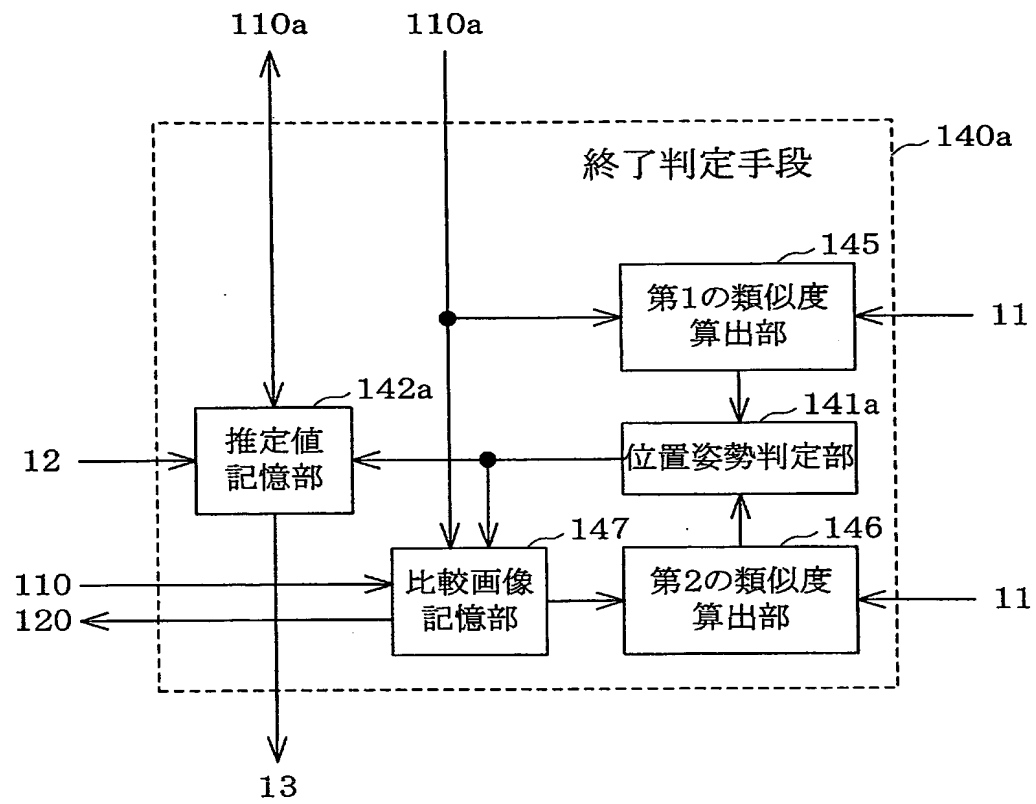 110a
110a
140a
終了判定手段
145
第1の類似度
算出部
11
142a
141a
推定値
記憶部
12
位置姿勢判定部
147
146
110
120
比較画像
記憶部
第2の類似度
算出部
11
13